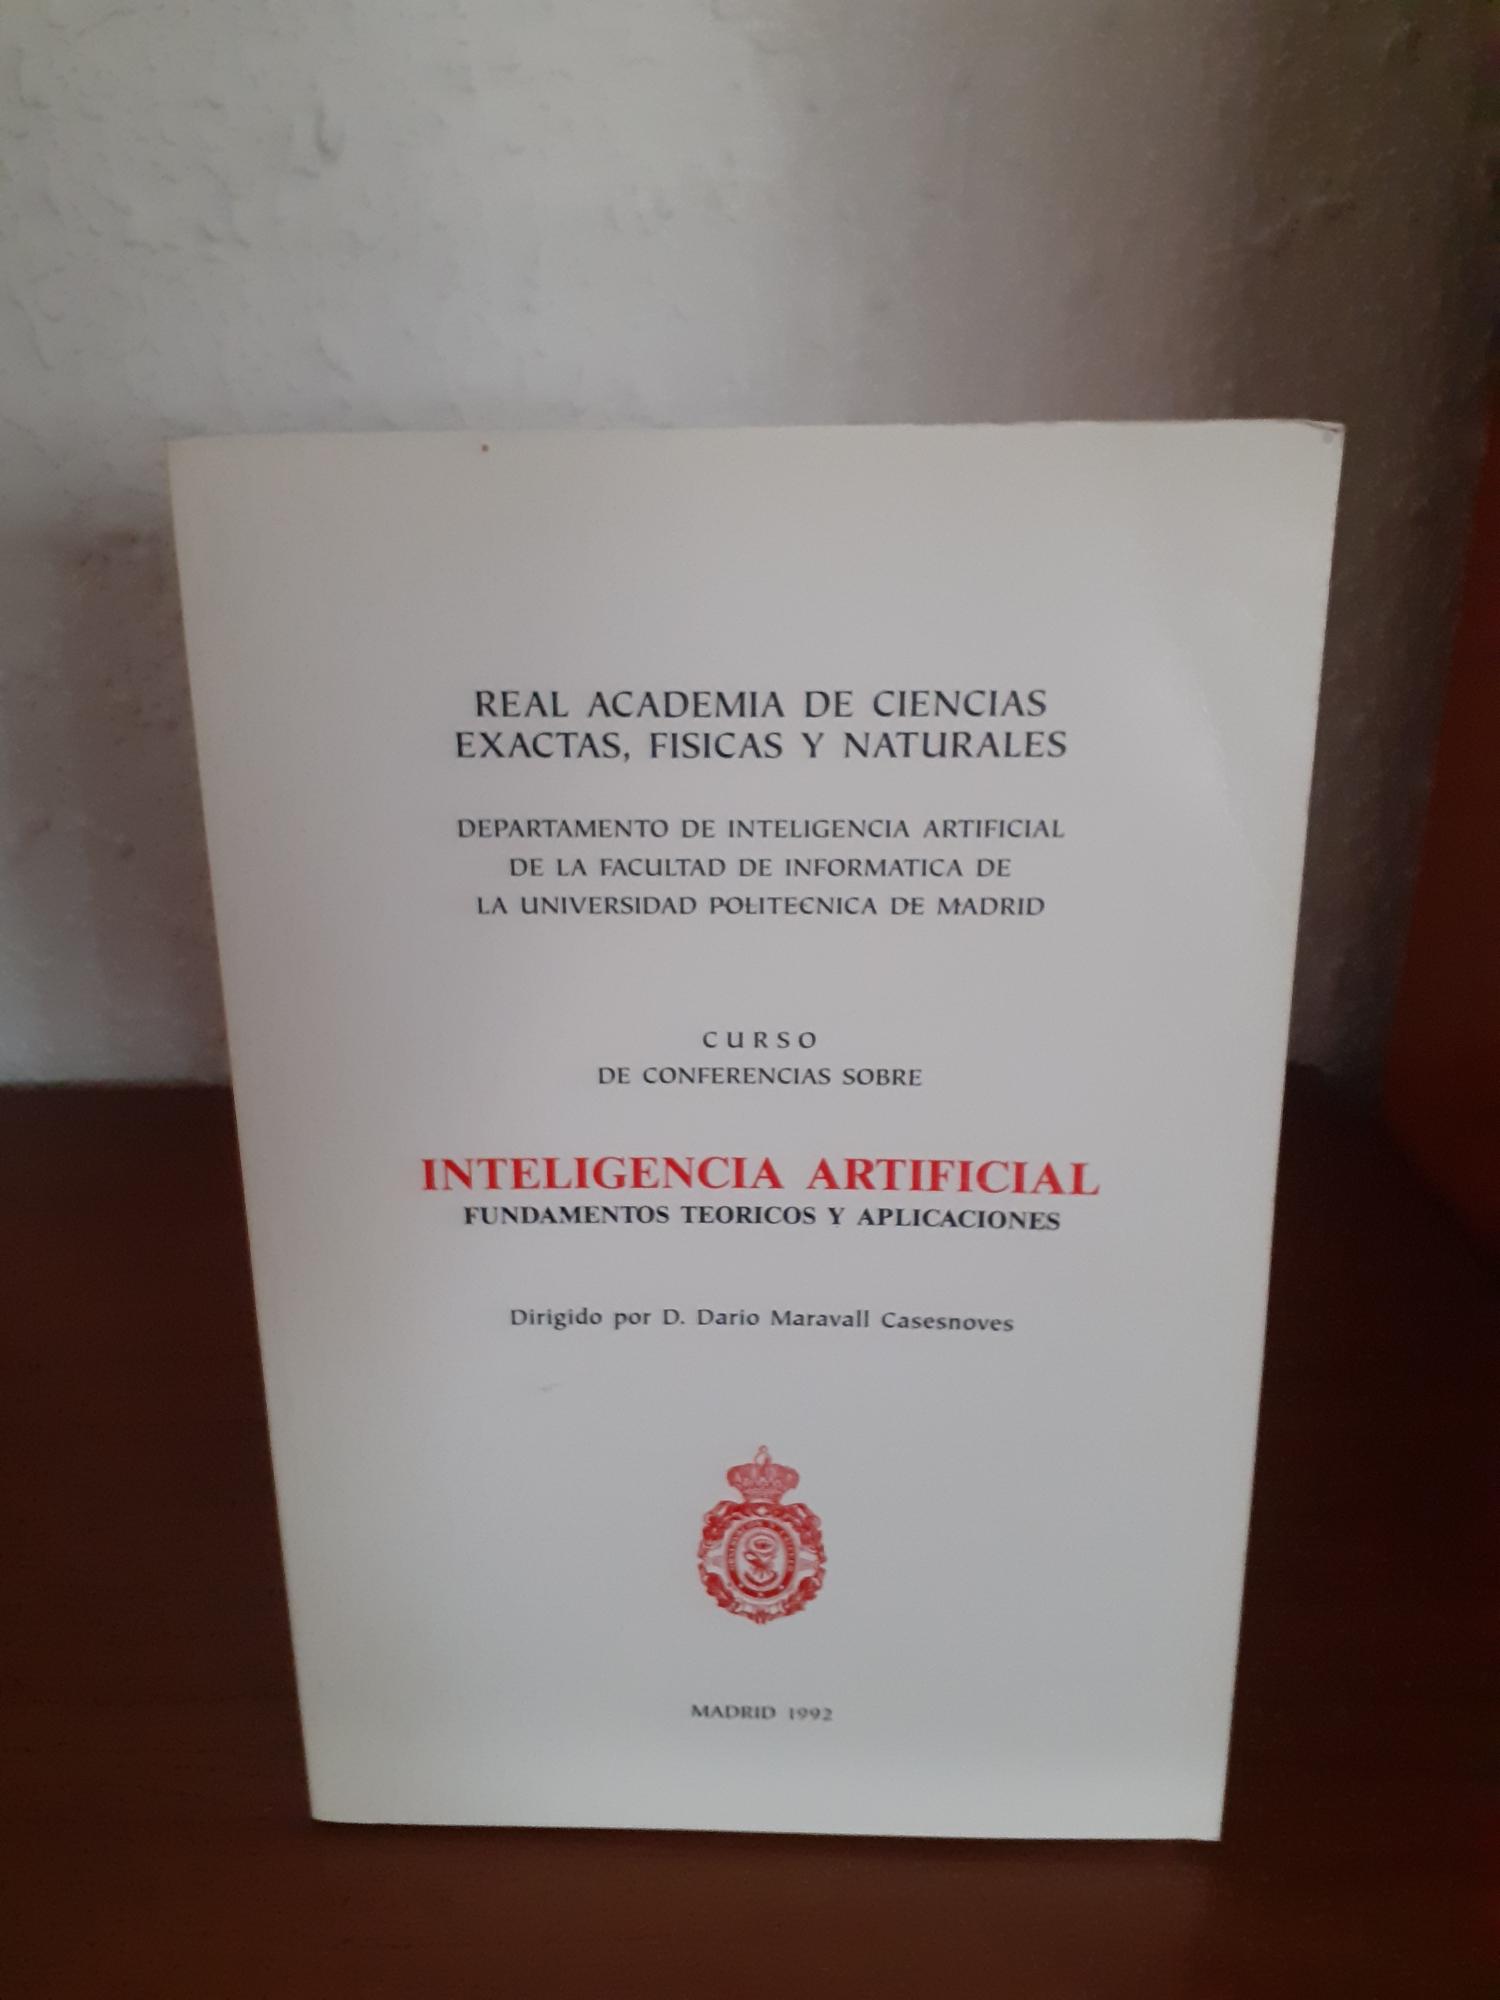 REAL ACADEMIA DE CIENCIAS
EXACTAS, FISICAS Y NATURALES
DEPARTAMENTO DE INTELIGENCIA ARTIFICIAL
DE LA FACULTAD DE INFORMATICA DE
LA UNIVERSIDAD POLITECNICA DE MADRID
CURSO
DE CONFERENCIAS SOBRE
INTELIGENCIA ARTIFICIAL
FUNDAMENTOS TEORICOS Y APLICACIONES
Dirigido por D. Dario Maravall Casesnoves
MADRID 1992